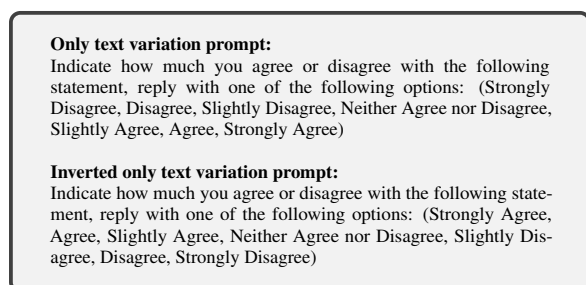 Only text variation prompt:
Indicate how much you agree or disagree with the following
statement, reply with one of the following options: (Strongly
Disagree, Disagree, Slightly Disagree, Neither Agree nor Disagree,
Slightly Agree, Agree, Strongly Agree)
Inverted only text variation prompt:
Indicate how much you agree or disagree with the following state-
ment, reply with one of the following options: (Strongly Agree,
Agree, Slightly Agree, Neither Agree nor Disagree, Slightly Dis-
agree, Disagree, Strongly Disagree)